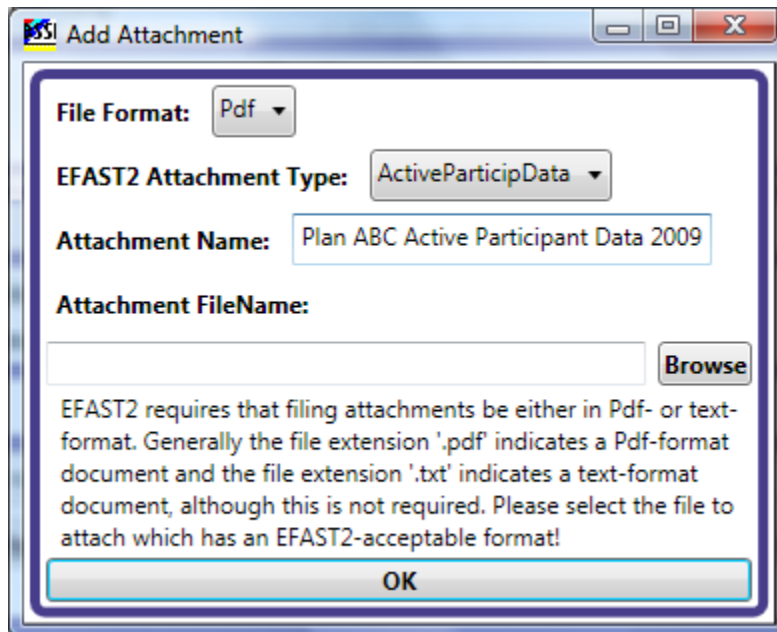 ASSI Add Attachment
File Format: Pdf
EFAST2 Attachment Type: ActiveParticipData
Attachment Name: Plan ABC Active Participant Data 2009
Attachment FileName:
Browse
EFAST2 requires that filing attachments be either in Pdf- or text-
format. Generally the file extension '.pdf' indicates a Pdf-format
document and the file extension '.txt' indicates a text-format
document, although this is not required. Please select the file to
attach which has an EFAST2-acceptable format!
OK